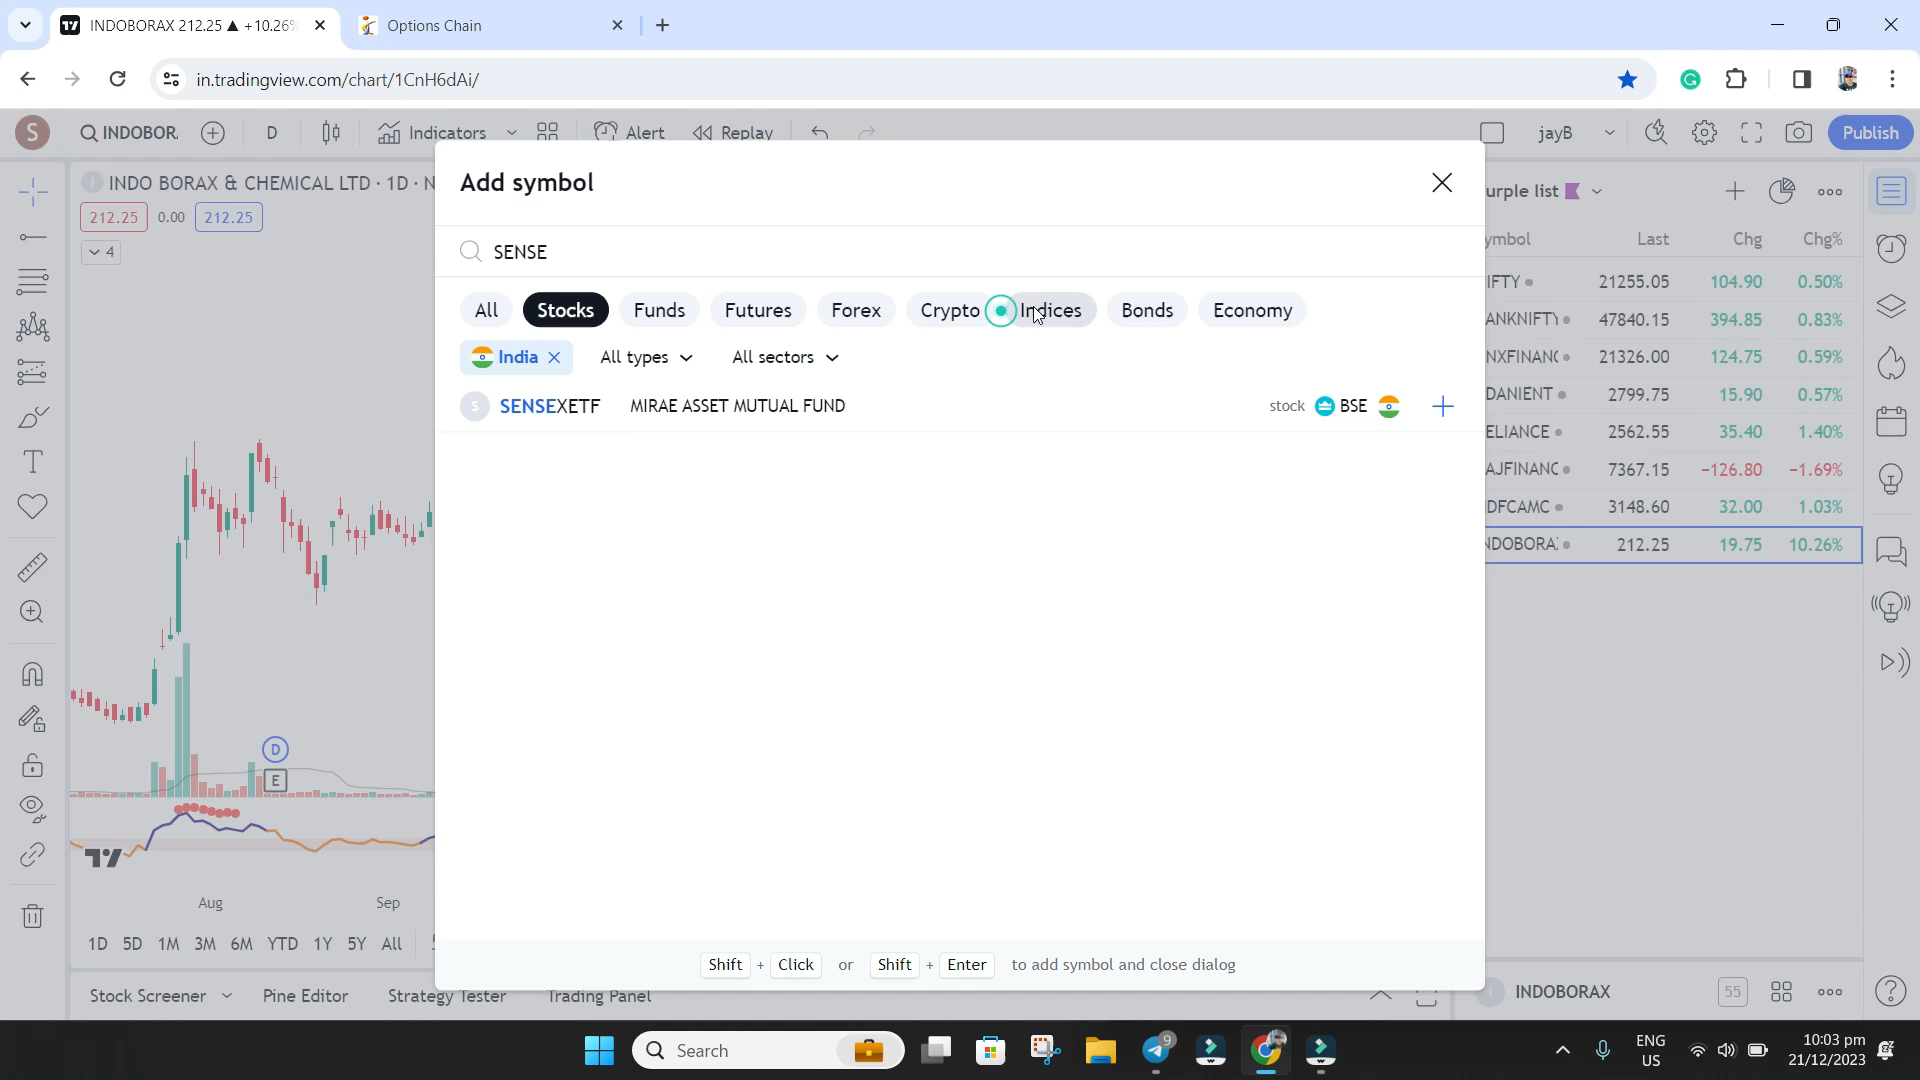 INDOBORAX 212.25 ▲ +10.26%
Options Chain
in.tradingview.com/chart/1CnH6dAi/
S
INDOBOR
D
Indicators
Alert
Replay
jayB
Publish
INDO BORAX & CHEMICAL LTD · 1D · N
212.25
0.00
212.25
4
Add symbol
SENSE
All
Stocks
Funds
Futures
Forex
Crypto
Indices
Bonds
Economy
India
All types
All sectors
S SENSEXETF MIRAE ASSET MUTUAL FUND stock BSE
Shift + Click or Shift + Enter to add symbol and close dialog
urple list
ymbol Last Chg Chg%
IFTY 21255.05 104.90 0.50%
ANKNIFTY 47840.15 394.85 0.83%
NXFINANC 21326.00 124.75 0.59%
DANIENT 2799.75 15.90 0.57%
ELIANCE 2562.55 35.40 1.40%
AJFINANC 7367.15 −126.80 −1.69%
DFCAMC 3148.60 32.00 1.03%
NDOBORA 212.25 19.75 10.26%
D
E
Aug
Sep
1D 5D 1M 3M 6M YTD 1Y 5Y All
Stock Screener
Pine Editor
Strategy Tester
Trading Panel
I INDOBORAX
55
Search
9
ENG
US
10:03 pm
21/12/2023